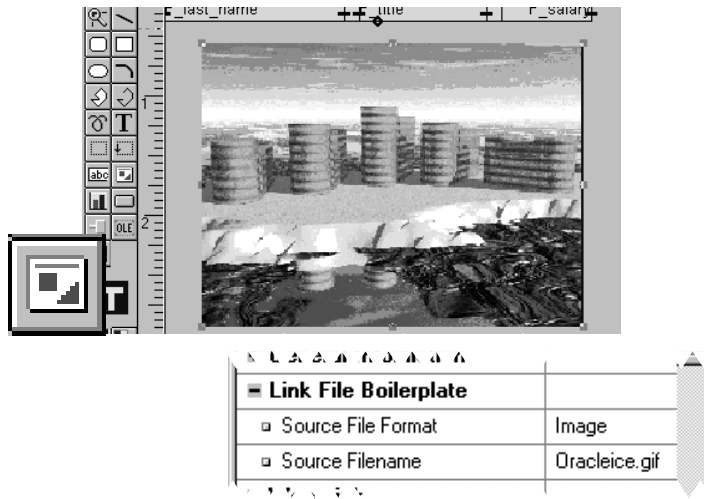 F_last_name F_title F_salary
1
T
abc
2
OLE
Link File Boilerplate
Source File Format Image
Source Filename Oracleice.gif